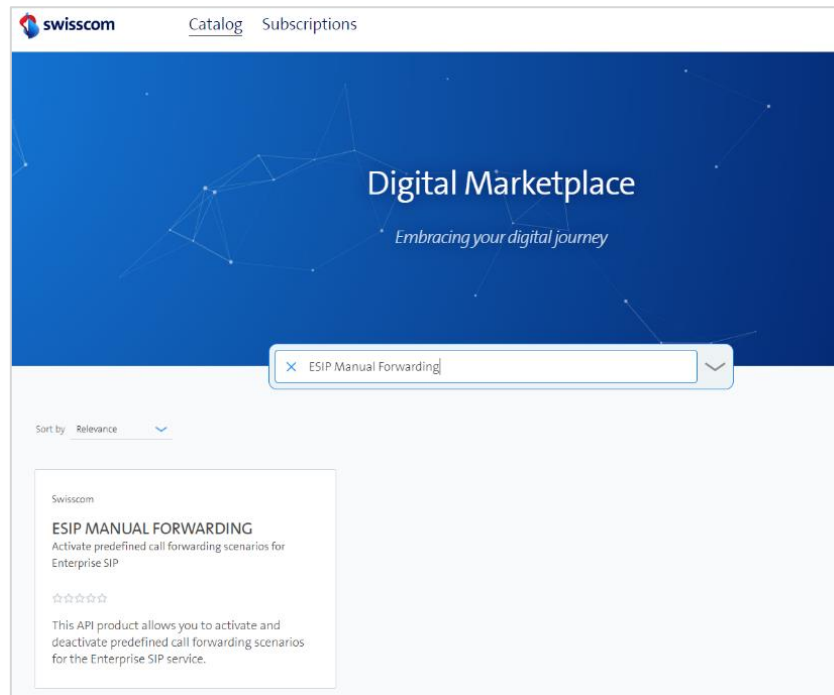 swisscom Catalog Subscriptions
Digital Marketplace
Embracing your digital journey
ESIP Manual Forwarding
Sort by Relevance
Swisscom
ESIP MANUAL FORWARDING
Activate predefined call forwarding scenarios for
Enterprise SIP
This API product allows you to activate and
deactivate predefined call forwarding scenarios
for the Enterprise SIP service.